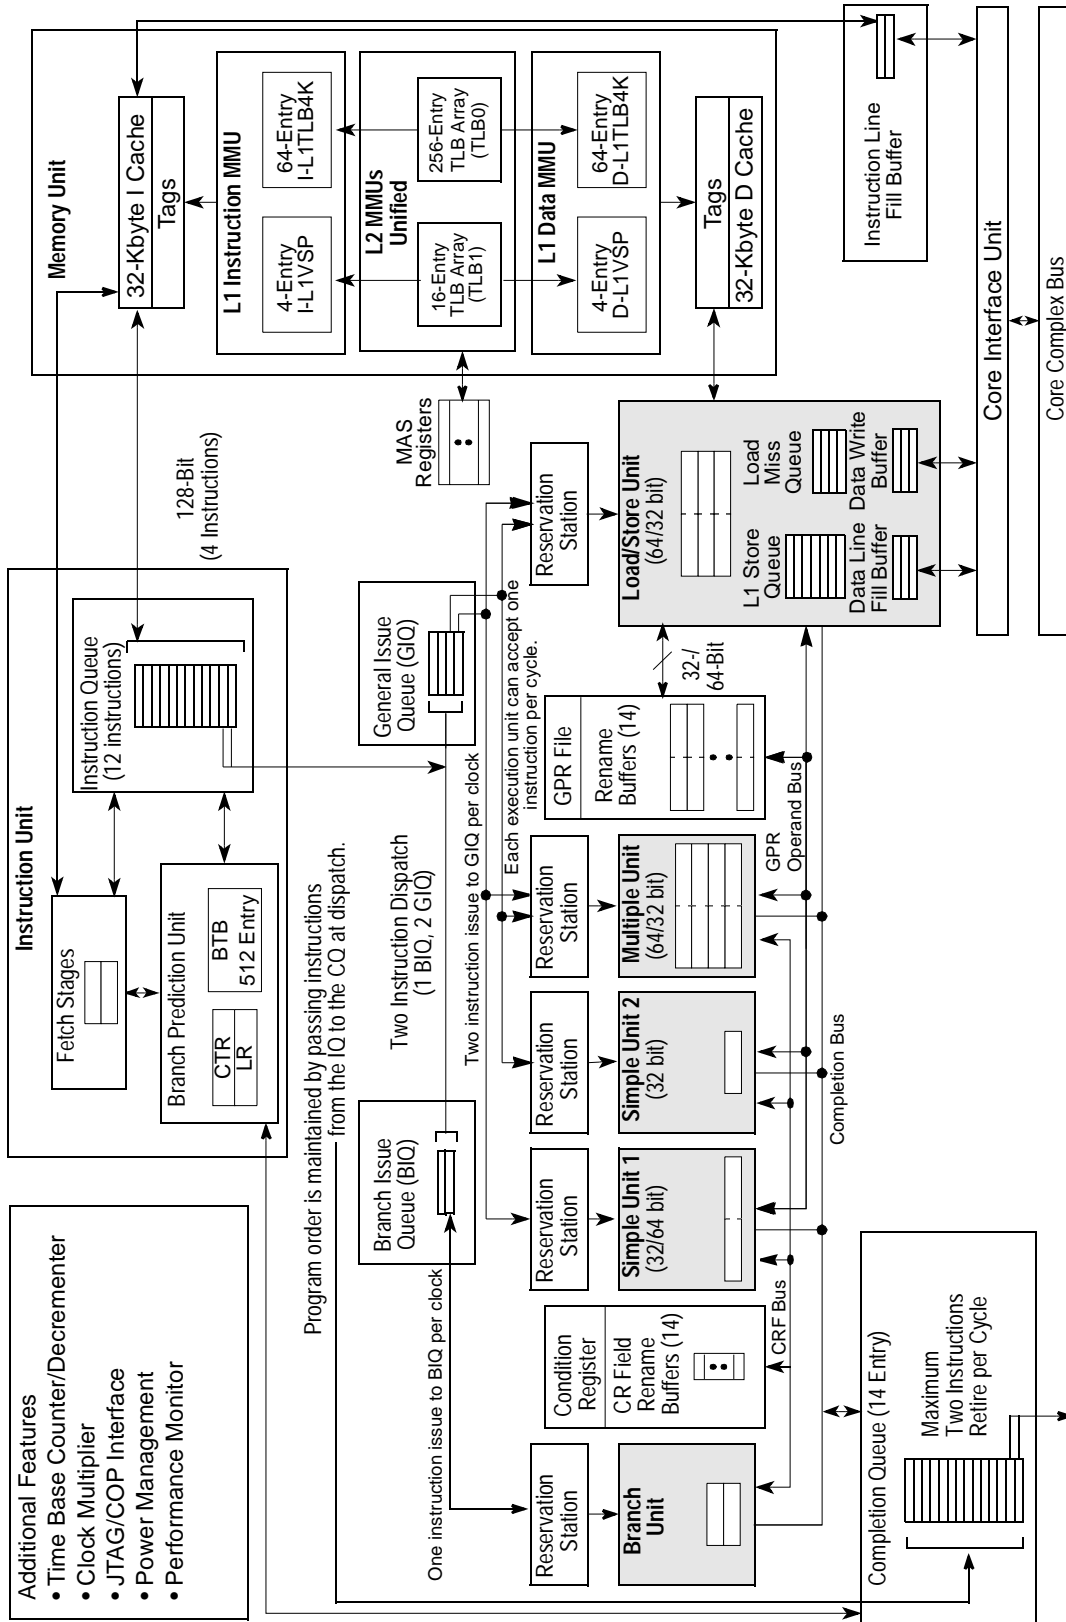 Additional Features
• Time Base Counter/Decrementer
• Clock Multiplier
• JTAG/COP Interface
• Power Management
• Performance Monitor
Instruction Unit
Fetch Stages
Branch Prediction Unit
CTR
LR
BTB
512 Entry
Instruction Queue
(12 instructions)
128-Bit
(4 Instructions)
Memory Unit
32-Kbyte I Cache
Tags
L1 Instruction MMU
4-Entry
I-L1VSP
64-Entry
I-L1TLB4K
L2 MMUs
Unified
16-Entry
TLB Array
(TLB1)
256-Entry
TLB Array
(TLB0)
L1 Data MMU
4-Entry
D-L1VSP
64-Entry
D-L1TLB4K
Tags
32-Kbyte D Cache
MAS
Registers
Program order is maintained by passing instructions
from the IQ to the CQ at dispatch.
Two Instruction Dispatch
(1 BIQ, 2 GIQ)
Branch Issue
Queue (BIQ)
General Issue
Queue (GIQ)
One instruction issue to BIQ per clock
Two instruction issue to GIQ per clock
Each execution unit can accept one
instruction per cycle.
Reservation
Station
Reservation
Station
Reservation
Station
Reservation
Station
Reservation
Station
Branch
Unit
Condition
Register
CR Field
Rename
Buffers (14)
CRF Bus
Simple Unit 1
(32/64 bit)
Simple Unit 2
(32 bit)
Multiple Unit
(64/32 bit)
GPR File
Rename
Buffers (14)
GPR
Operand Bus
32-/
64-Bit
Load/Store Unit
(64/32 bit)
L1 Store
Queue
Load
Miss
Queue
Data Line
Fill Buffer
Data Write
Buffer
Completion Bus
Instruction Line
Fill Buffer
Completion Queue (14 Entry)
Maximum
Two Instructions
Retire per Cycle
Core Interface Unit
Core Complex Bus